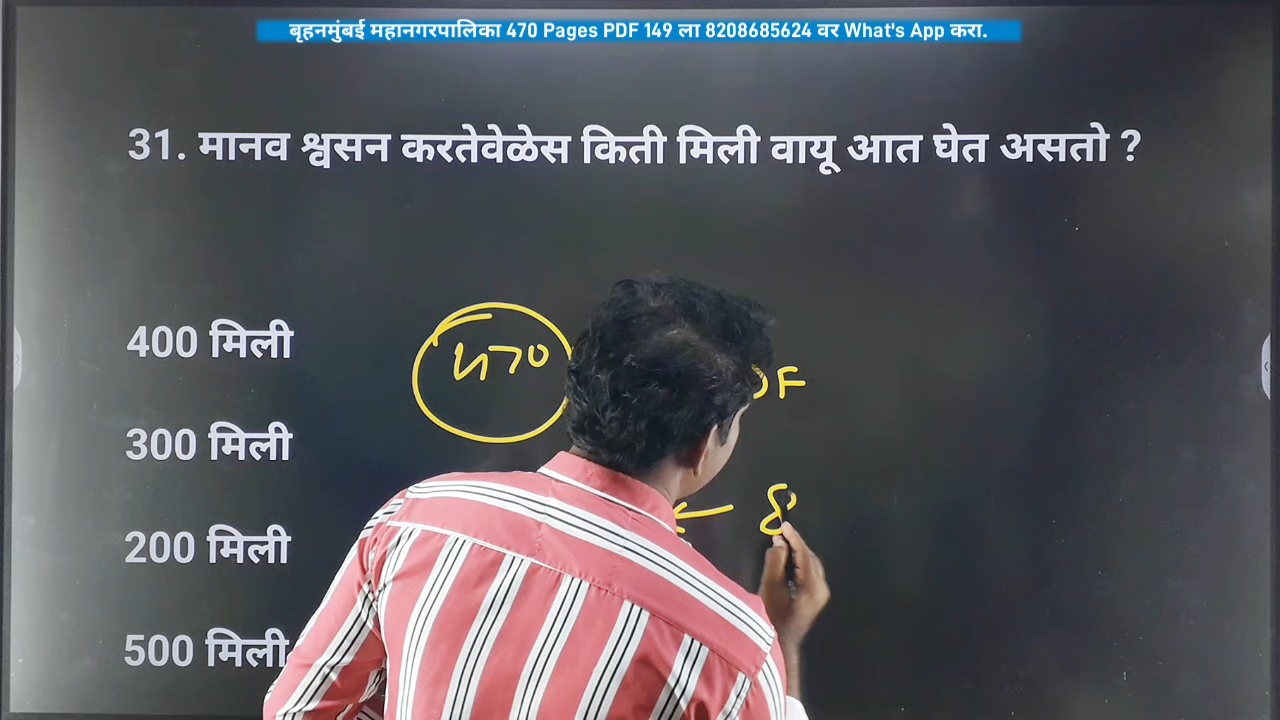 बृहनमुंबई महानगरपालिका 470 Pages PDF 149 ला 8208685624 वर What's App करा.
31. मानव श्वसन करतेवेळेस किती मिली वायू आत घेत असतो ?
400 मिली
470
300 मिली
200 मिली
8
500 मिली